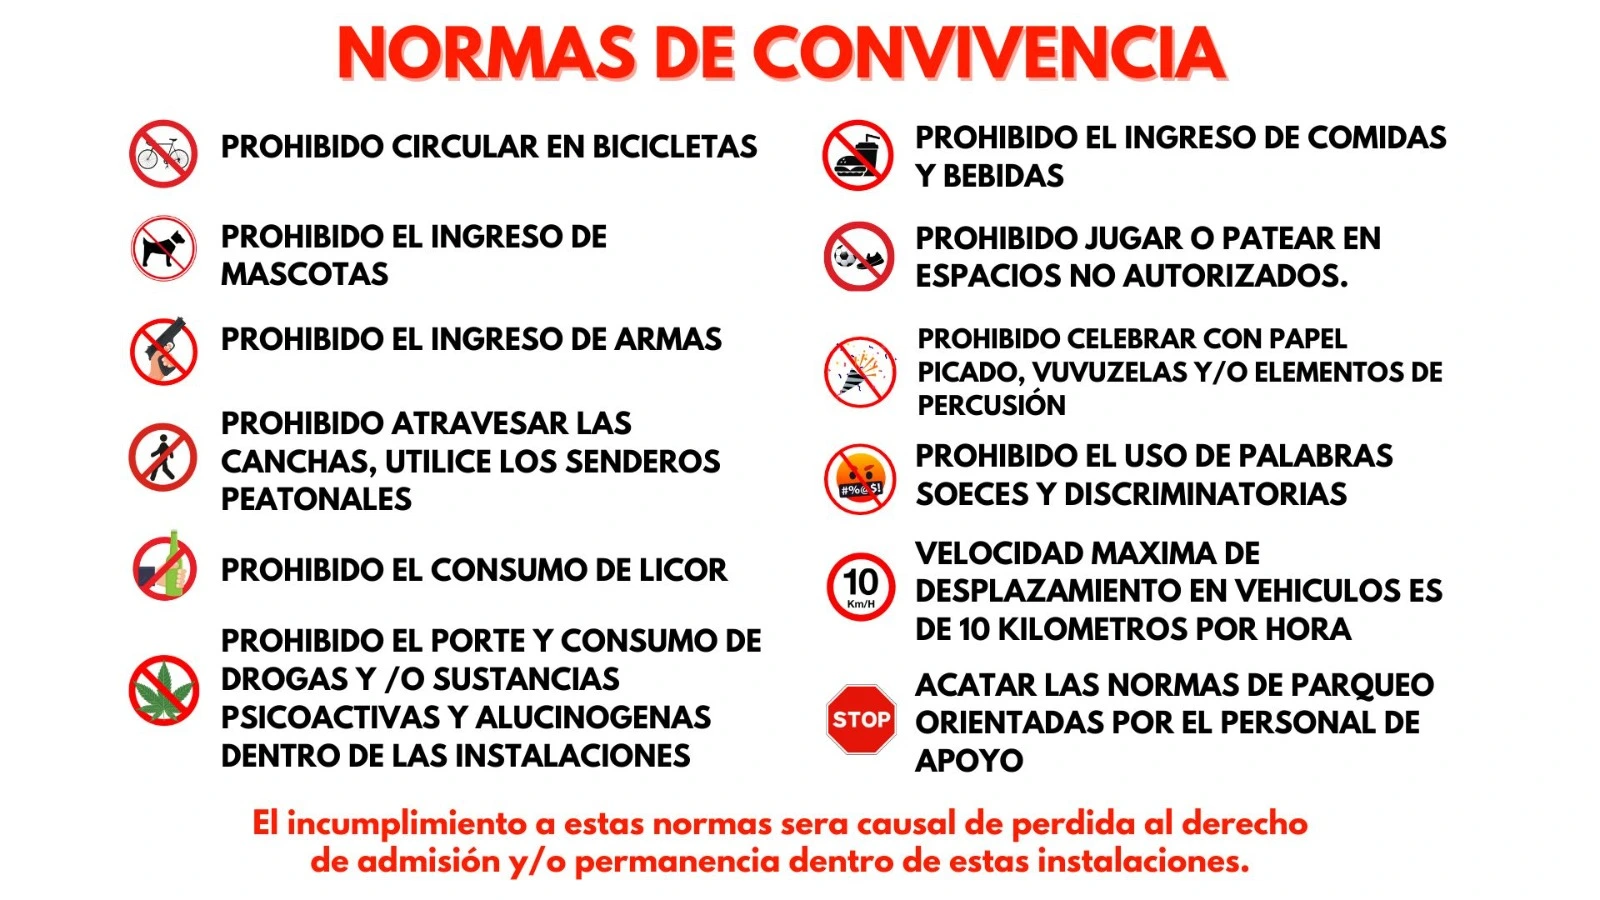 NORMAS DE CONVIVENCIA
PROHIBIDO CIRCULAR EN BICICLETAS
PROHIBIDO EL INGRESO DE
MASCOTAS
PROHIBIDO EL INGRESO DE ARMAS
PROHIBIDO ATRAVESAR LAS
CANCHAS, UTILICE LOS SENDEROS
PEATONALES
PROHIBIDO EL CONSUMO DE LICOR
PROHIBIDO EL PORTE Y CONSUMO DE
DROGAS Y /O SUSTANCIAS
PSICOACTIVAS Y ALUCINOGENAS
DENTRO DE LAS INSTALACIONES
PROHIBIDO EL INGRESO DE COMIDAS
Y BEBIDAS
PROHIBIDO JUGAR O PATEAR EN
ESPACIOS NO AUTORIZADOS.
PROHIBIDO CELEBRAR CON PAPEL
PICADO, VUVUZELAS Y/O ELEMENTOS DE
PERCUSIÓN
#%@$!
PROHIBIDO EL USO DE PALABRAS
SOECES Y DISCRIMINATORIAS
10
Km/H
VELOCIDAD MAXIMA DE
DESPLAZAMIENTO EN VEHICULOS ES
DE 10 KILOMETROS POR HORA
STOP
ACATAR LAS NORMAS DE PARQUEO
ORIENTADAS POR EL PERSONAL DE
APOYO
El incumplimiento a estas normas sera causal de perdida al derecho
de admisión y/o permanencia dentro de estas instalaciones.